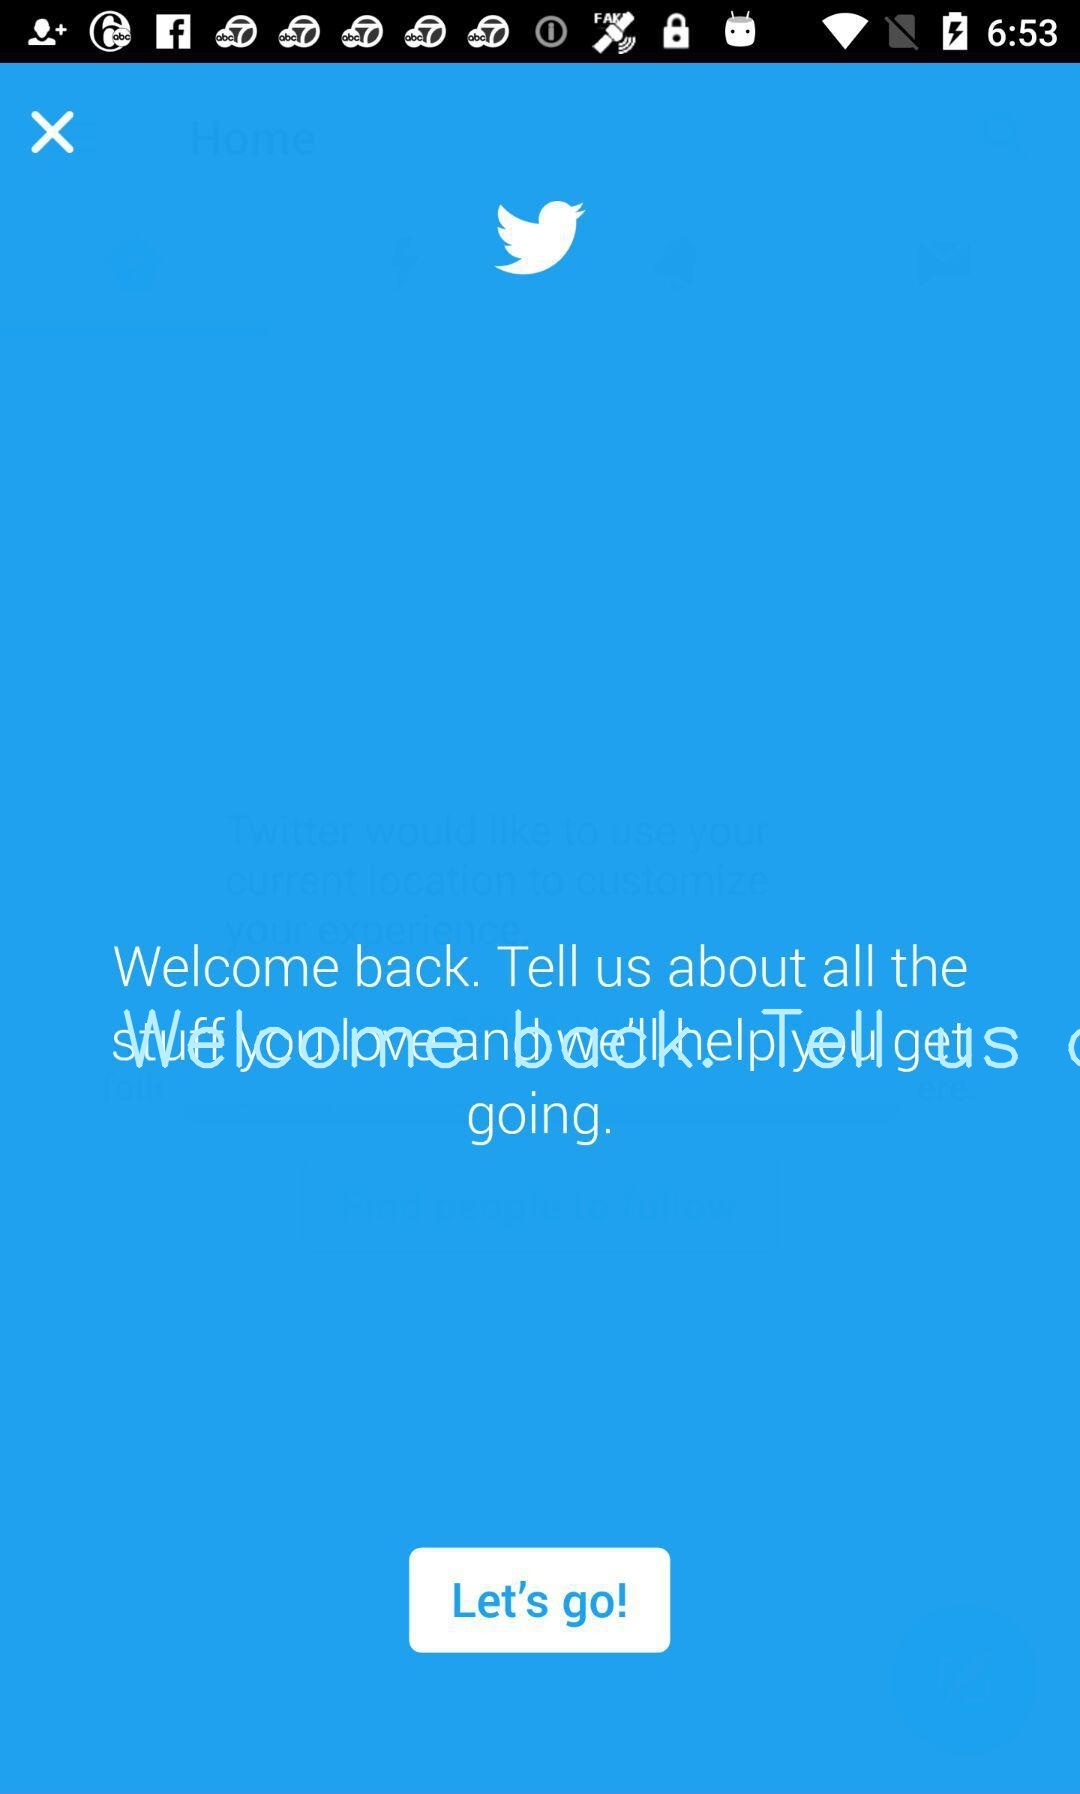 FAKE
6:53
Home
Twitter would like to use your
current location to customize
your experience
Welcome back. Tell us about all the
stuff you love and we'll help you get
Welcome back. Tell us
going.
Find people to follow
Let's go!